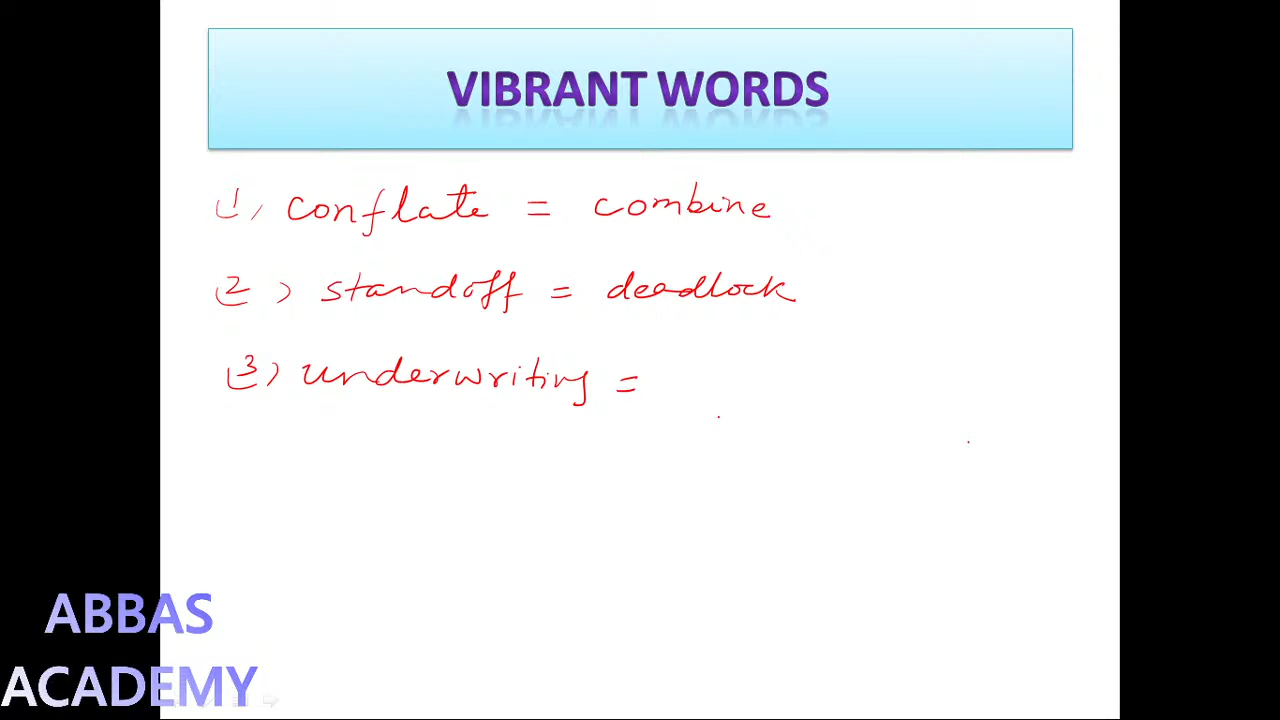 VIBRANT WORDS
(1) conflate = combine
(2) standoff = deadlock
(3) underwriting =
ABBAS
ACADEMY